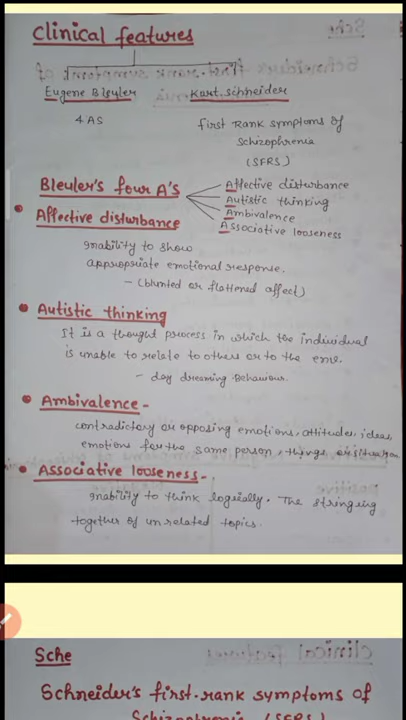 Clinical features
Eugene Bleuler
Kurt. Schneider
4 AS
first Rank symptoms of
Schizophrenia
(SFRS)
Bleuler's four A's
Affective disturbance
Autistic thinking
Ambivalence
Associative looseness
Affective disturbance
Inability to show
appropriate emotional response.
- (blunted or flattened affect)
Autistic thinking
It is a thought process in which the individual
is unable to relate to others or to the
- day dreaming behaviour.
Ambivalence -
contradictory or opposing emotions, attitudes, ideas,
emotions for the same person, things or situation
Associative looseness -
Inability to think logically. The stringing
together of unrelated topics.
Sche
Schneider's first-rank symptoms of
Schizophrenia (SFRS)